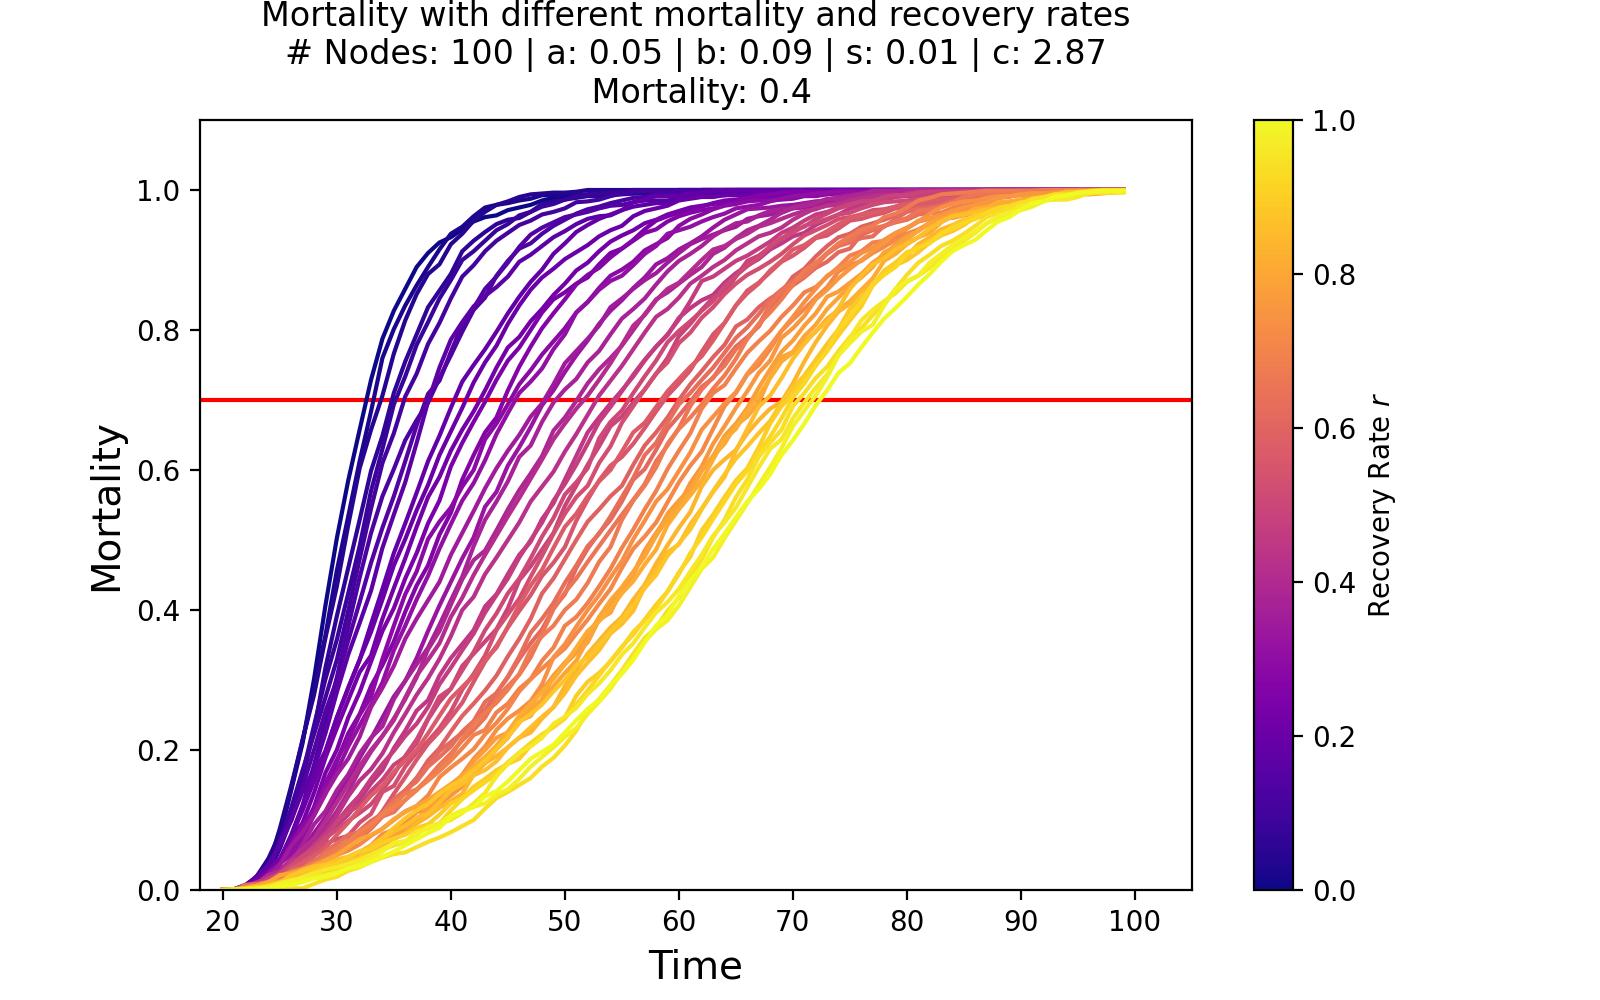 Mortality with different mortality and recovery rates
# Nodes: 100 | a: 0.05 | b: 0.09 | s: 0.01 | c: 2.87
Mortality: 0.4
Mortality
1.0
0.8
0.6
0.4
0.2
0.0
20 30 40 50 60 70 80 90 100
Time
1.0
0.8
0.6
0.4
0.2
0.0
Recovery Rate r